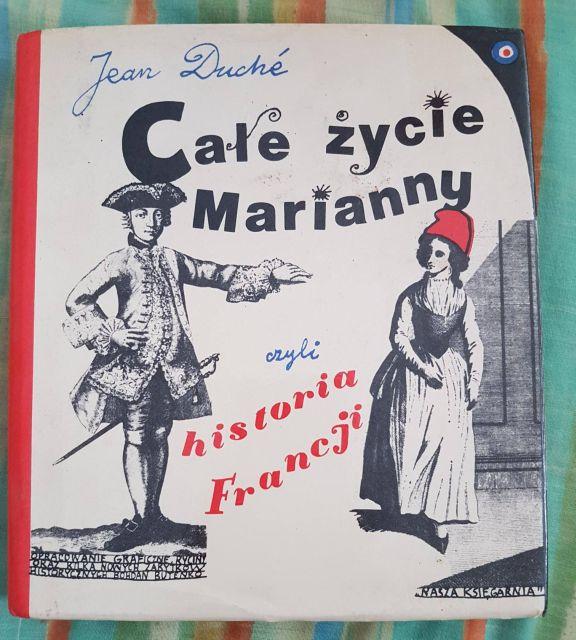 Jean Duché
Całe życie
Marianny
czyli
historia
Francji
OPRACOWANIE GRAFICZNE, RYCINY
ORAZ KILKA NOWYCH ZABYTKÓW
HISTORYCZNYCH BOHDAN BUTENKO
„NASZA KSIĘGARNIA”